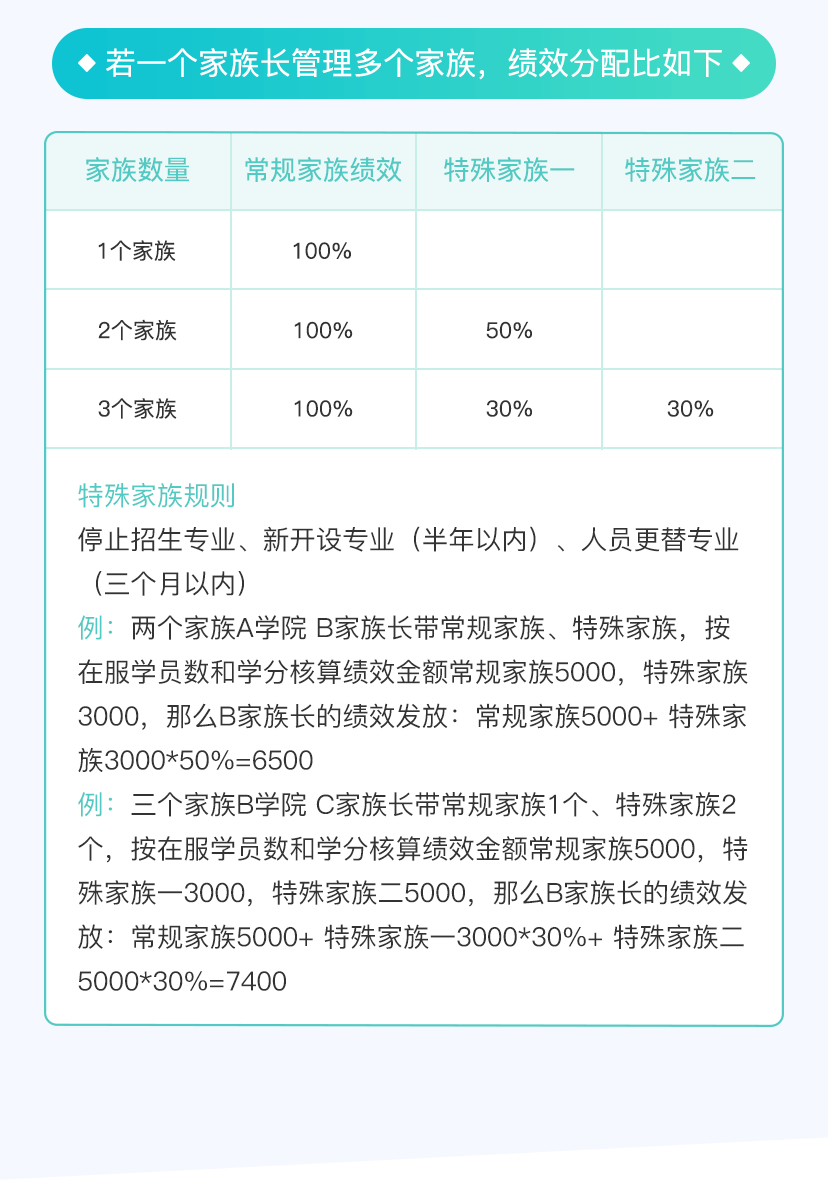 若一个家族长管理多个家族，绩效分配比如下
家族数量 常规家族绩效 特殊家族一 特殊家族二
1个家族 100%
2个家族 100% 50%
3个家族 100% 30% 30%
特殊家族规则
停止招生专业、新开设专业（半年以内）、人员更替专业
（三个月以内）
例：两个家族A学院 B家族长带常规家族、特殊家族，按
在服学员数和学分核算绩效金额常规家族5000，特殊家族
3000，那么B家族长的绩效发放：常规家族5000+ 特殊家
族3000*50%=6500
例：三个家族B学院 C家族长带常规家族1个、特殊家族2
个，按在服学员数和学分核算绩效金额常规家族5000，特
殊家族一3000，特殊家族二5000，那么B家族长的绩效发
放：常规家族5000+ 特殊家族一3000*30%+ 特殊家族二
5000*30%=7400